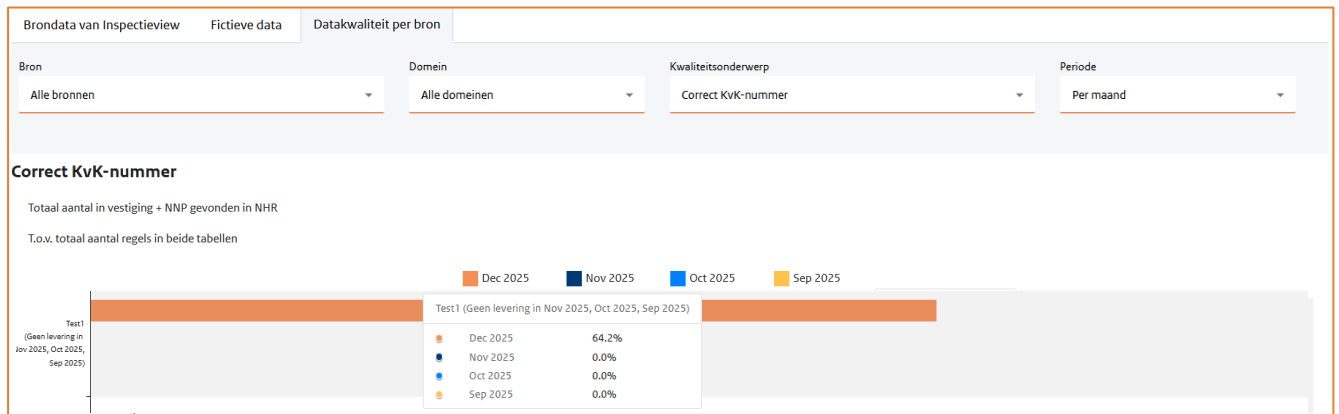 Brondata van Inspectieview Fictieve data Datakwaliteit per bron
Bron Domein Kwaliteitsonderwerp Periode
Alle bronnen Alle domeinen Correct KvK-nummer Per maand
Correct KvK-nummer
Totaal aantal in vestiging + NNP gevonden in NHR
T.o.v. totaal aantal regels in beide tabellen
Dec 2025 Nov 2025 Oct 2025 Sep 2025
Test1 (Geen levering in Nov 2025, Oct 2025, Sep 2025)
Dec 2025 64.2%
Nov 2025 0.0%
Oct 2025 0.0%
Sep 2025 0.0%
Test1
(Geen levering in
lov 2025, Oct 2025,
Sep 2025)